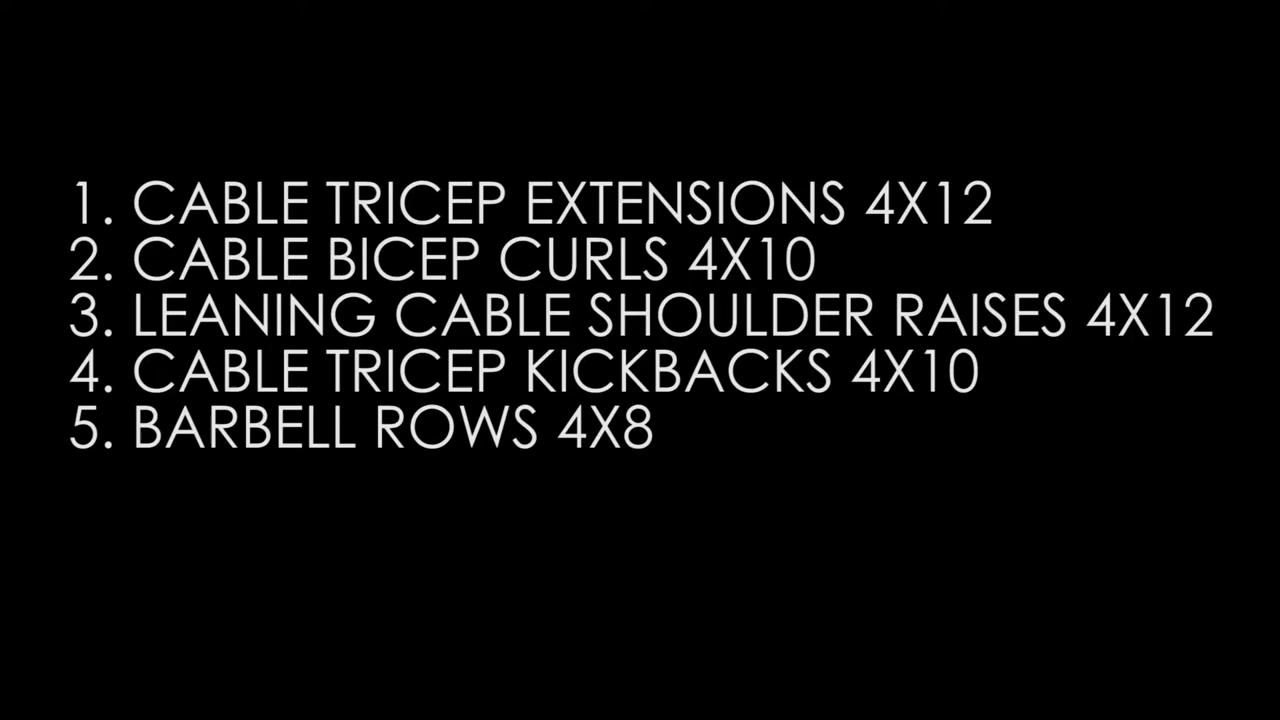 1. CABLE TRICEP EXTENSIONS 4X12
2. CABLE BICEP CURLS 4X10
3. LEANING CABLE SHOULDER RAISES 4X12
4. CABLE TRICEP KICKBACKS 4X10
5. BARBELL ROWS 4X8